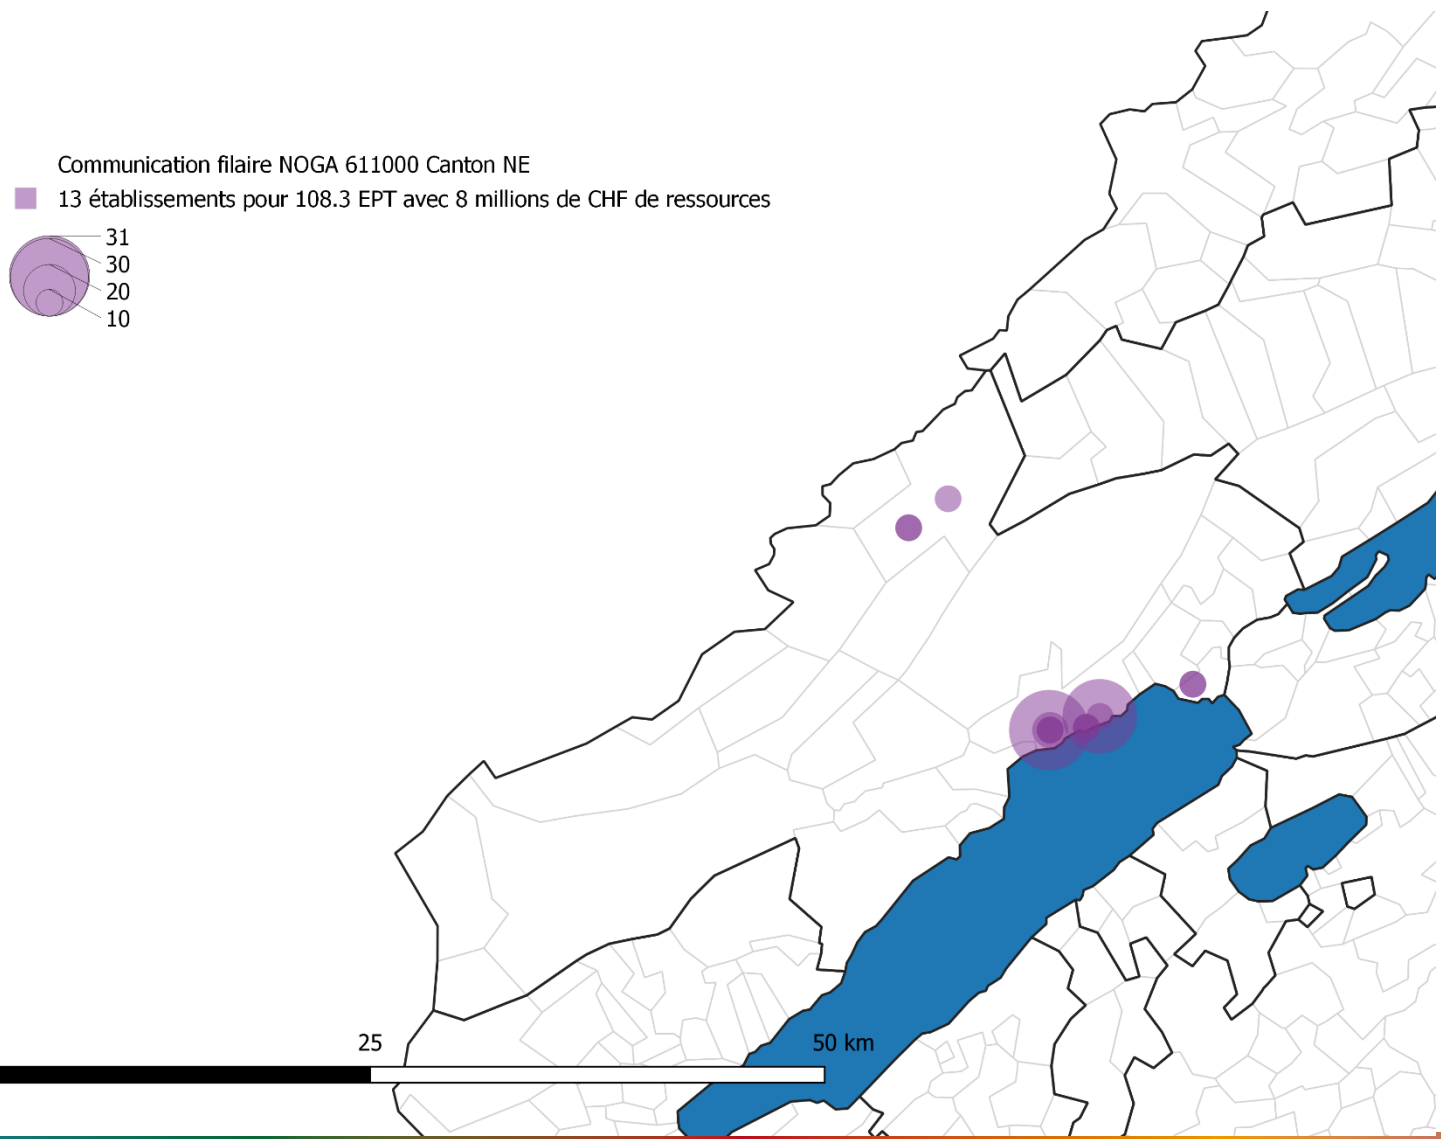 Communication filaire NOGA 611000 Canton NE
13 établissements pour 108.3 EPT avec 8 millions de CHF de ressources
31
30
20
10
25
50 km